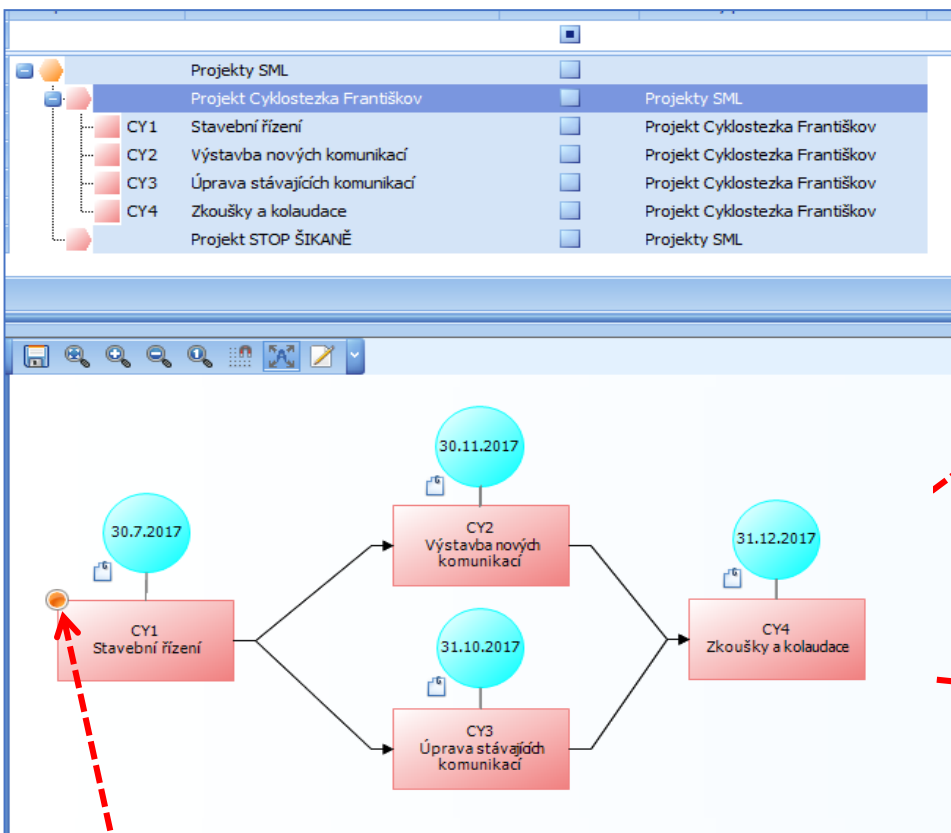 Projekty SML
Projekt Cyklostezka Františkov Projekty SML
CY1 Stavební řízení Projekt Cyklostezka Františkov
CY2 Výstavba nových komunikací Projekt Cyklostezka Františkov
CY3 Úprava stávajících komunikací Projekt Cyklostezka Františkov
CY4 Zkoušky a kolaudace Projekt Cyklostezka Františkov
Projekt STOP ŠIKANĚ Projekty SML
30.7.2017
G
CY1
Stavební řízení
30.11.2017
G
CY2
Výstavba nových
komunikací
31.10.2017
G
CY3
Úprava stávajících
komunikací
31.12.2017
G
CY4
Zkoušky a kolaudace